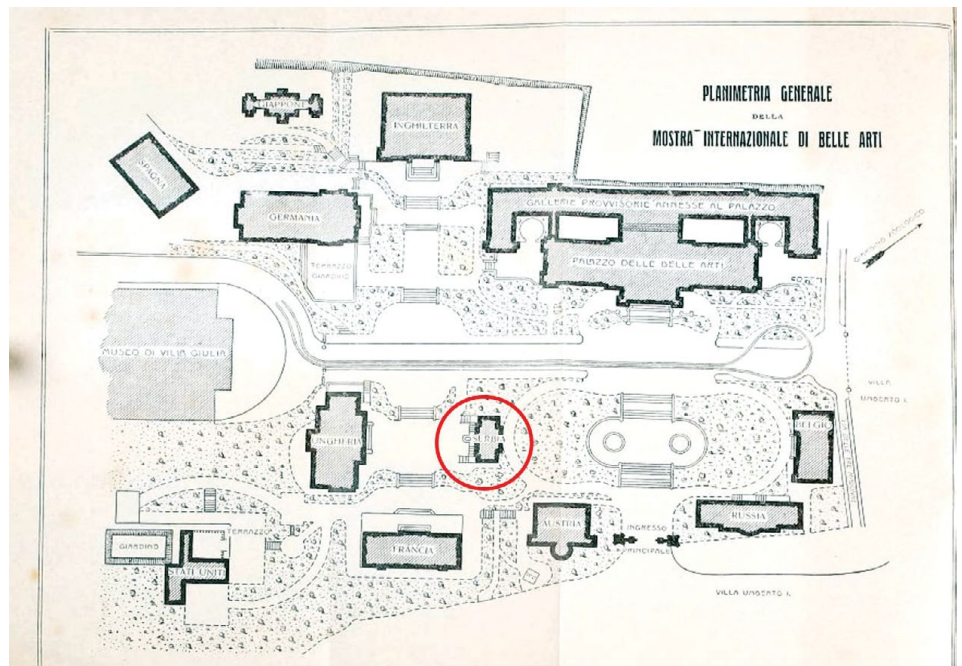 PLANIMETRIA GENERALE
DELLA
MOSTRA INTERNAZIONALE DI BELLE ARTI
GIAPPONE
INGHILTERRA
SPAGNA
GERMANIA
GALLERIE PROVVISORIE ANNESSE AL PALAZZO
GIARDINO ZOOLOGICO
TERRAZZO
GIARDINO
PALAZZO DELLE BELLE ARTI
MUSEO DI VILLA GIULIA
VILLA
UMBERTO I.
UNGHERIA
SERBIA
BELGIO
AUSTRIA
RUSSIA
INGRESSO
PRINCIPALE
TERRAZZO
GIARDINO
FRANCIA
STATI UNITI
VILLA UMBERTO I.